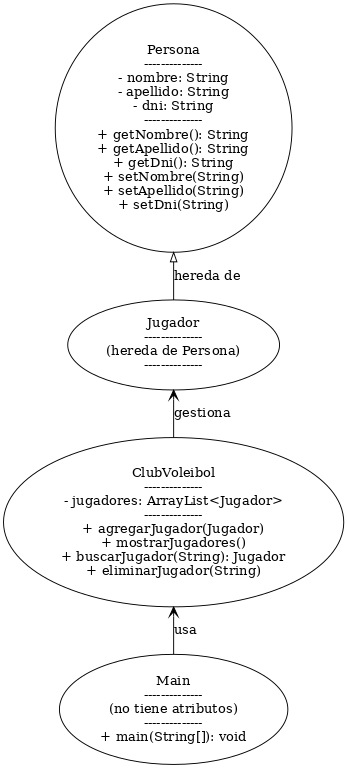 Persona
--------------
- nombre: String
- apellido: String
- dni: String
--------------
+ getNombre(): String
+ getApellido(): String
+ getDni(): String
+ setNombre(String)
+ setApellido(String)
+ setDni(String)
hereda de
Jugador
--------------
(hereda de Persona)
--------------
gestiona
ClubVoleibol
--------------
- jugadores: ArrayList<Jugador>
--------------
+ agregarJugador(Jugador)
+ mostrarJugadores()
+ buscarJugador(String): Jugador
+ eliminarJugador(String)
usa
Main
--------------
(no tiene atributos)
--------------
+ main(String[]): void